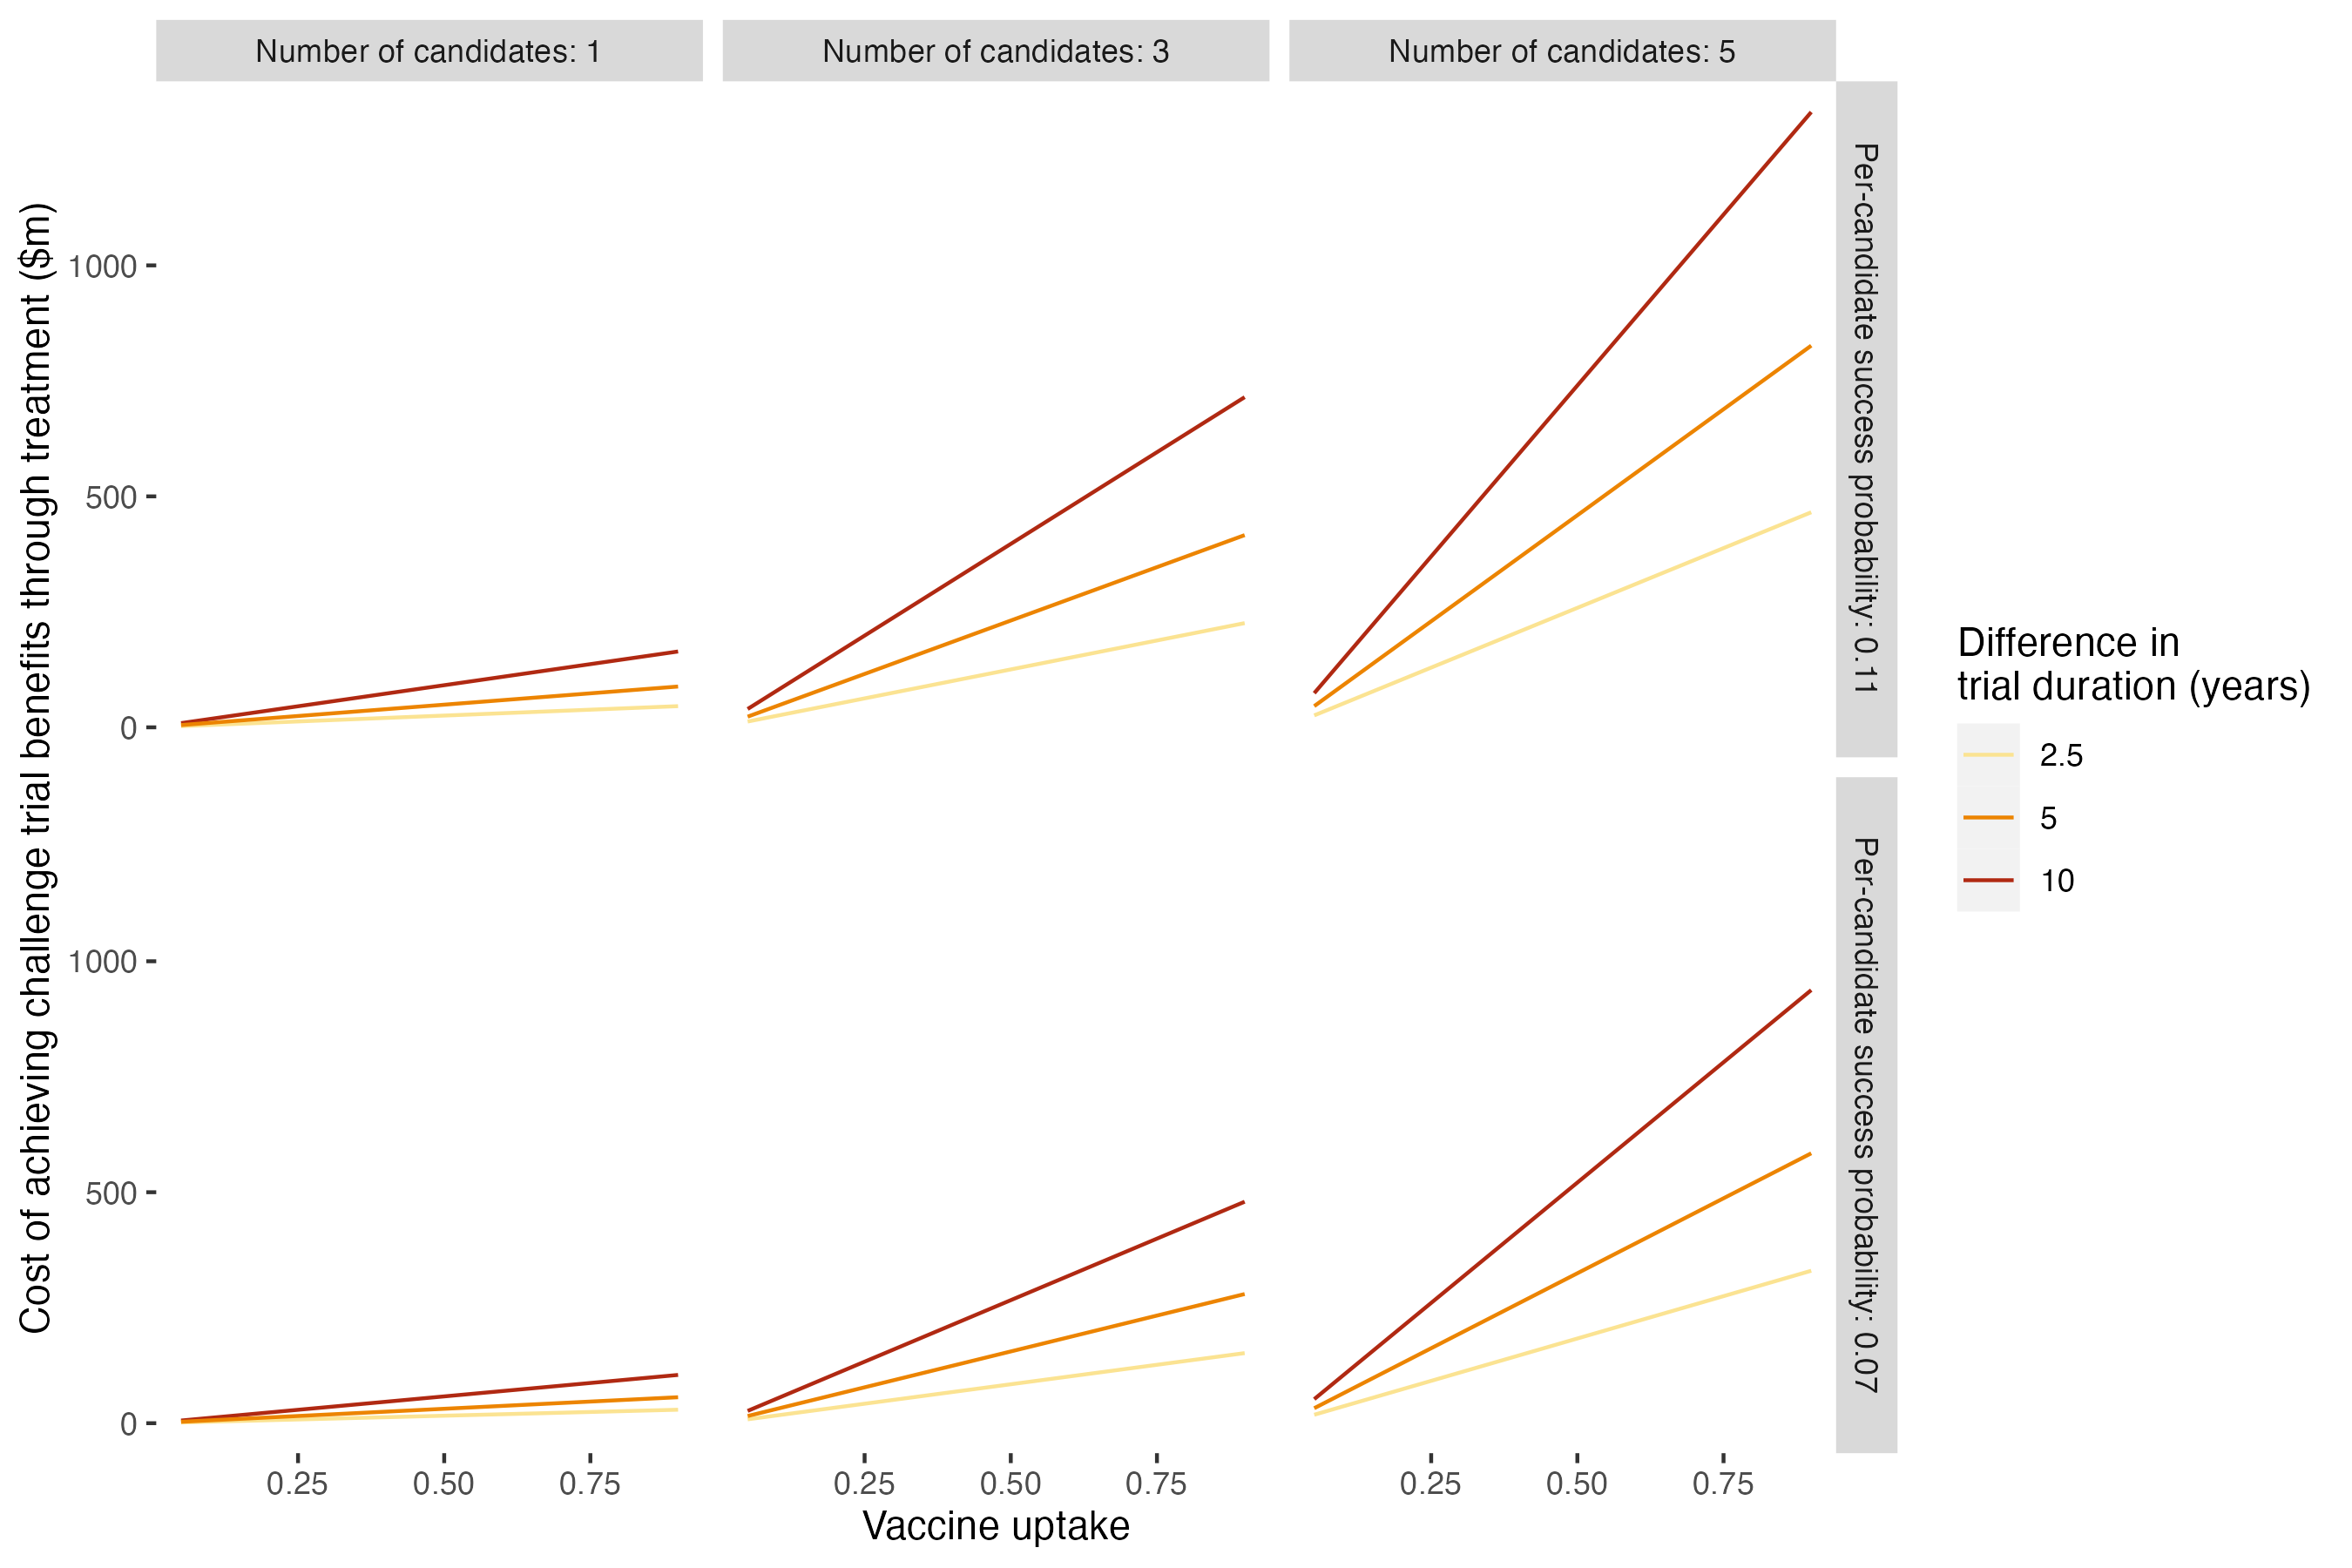 Number of candidates: 1
Number of candidates: 3
Number of candidates: 5
Cost of achieving challenge trial benefits through treatment ($m)
1000
500
0
Per-candidate success probability: 0.11
1000
500
0
Per-candidate success probability: 0.07
0.25
0.50
0.75
0.25
0.50
0.75
0.25
0.50
0.75
Vaccine uptake
Difference in
trial duration (years)
2.5
5
10